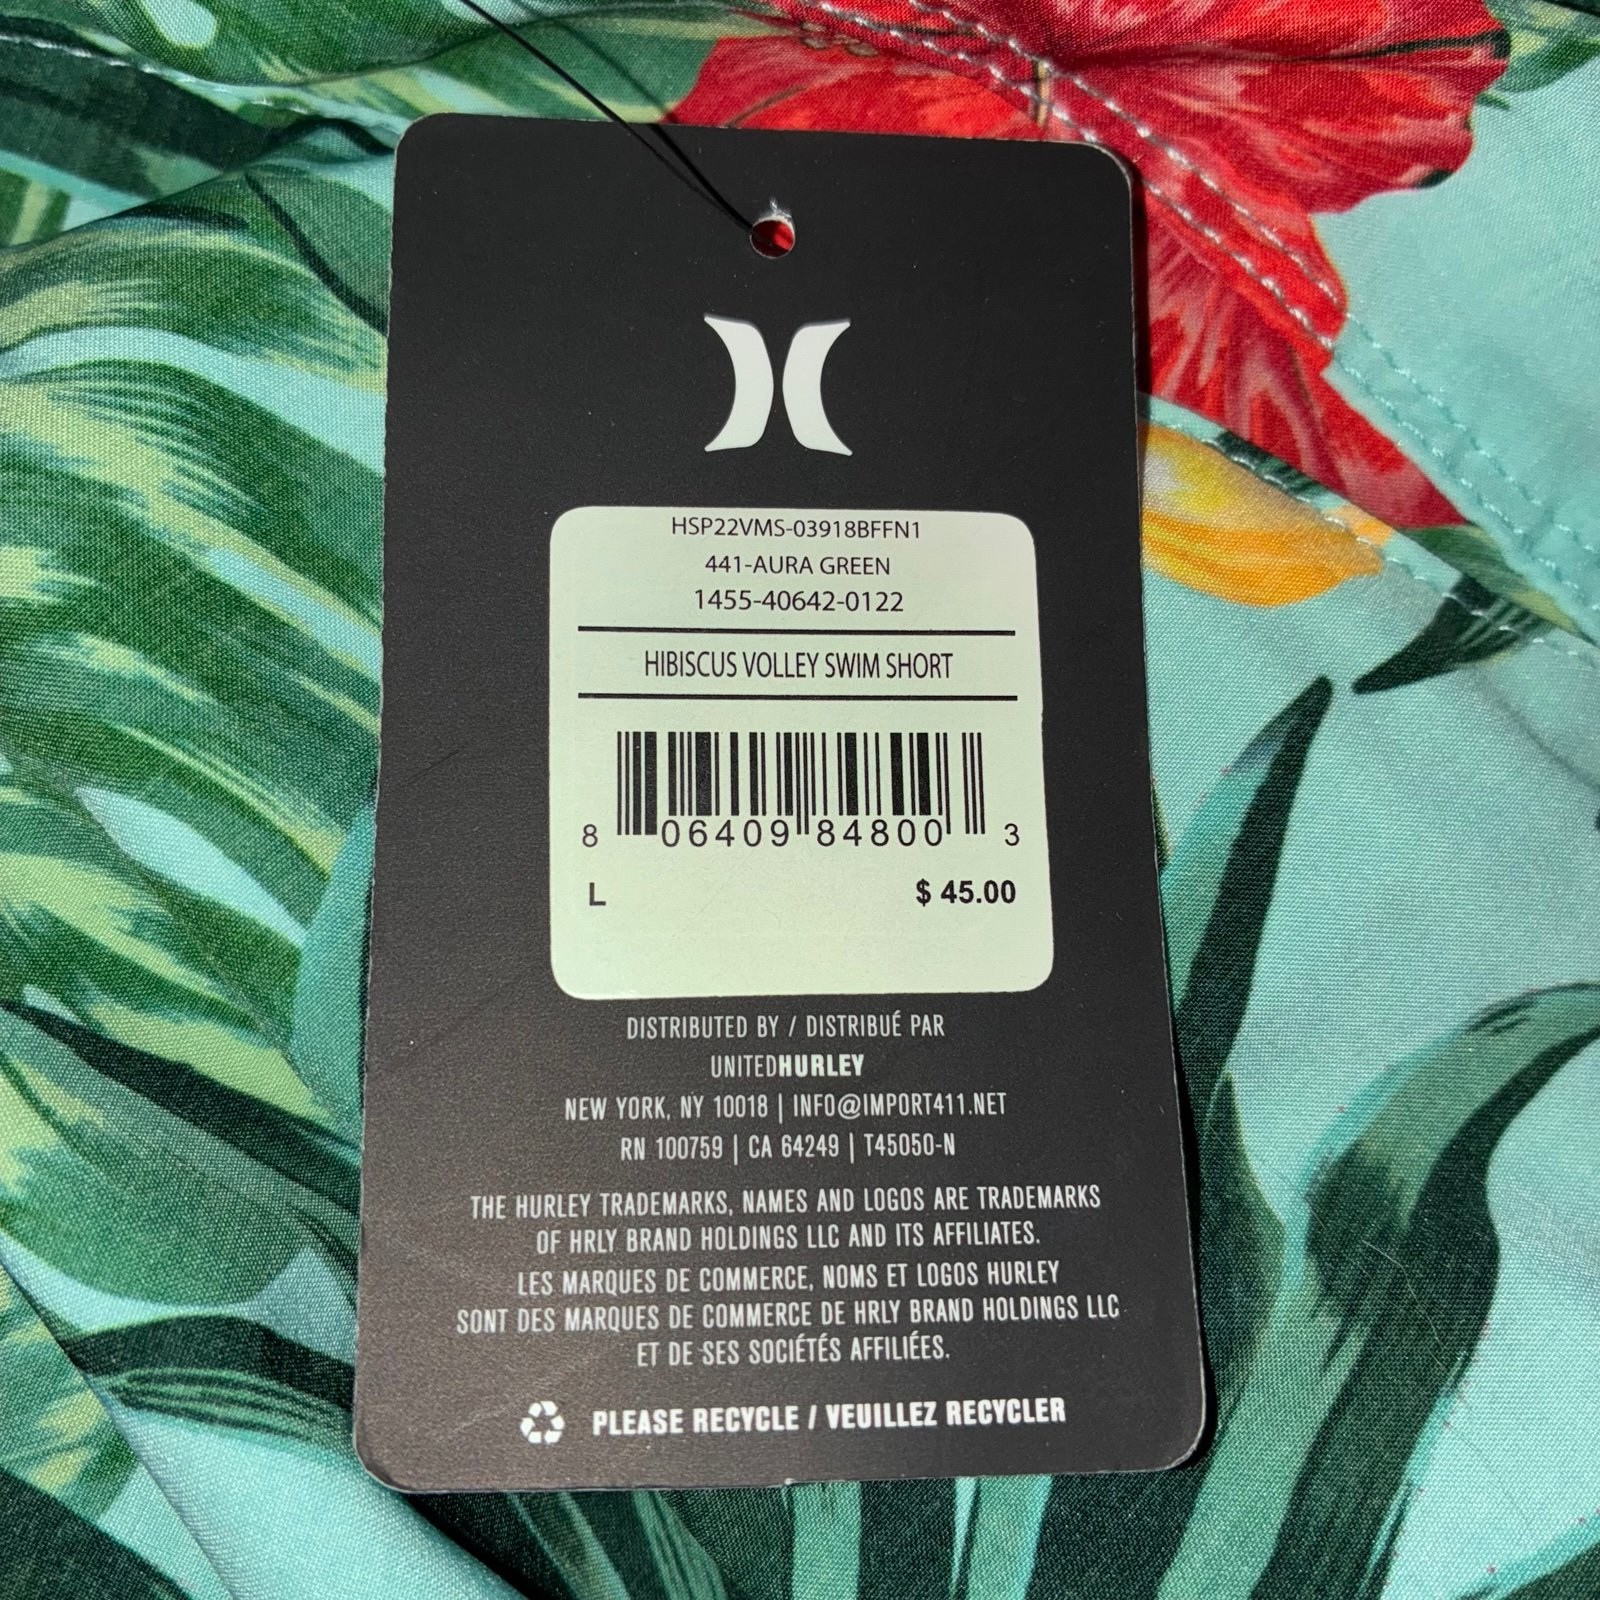 HSP22VMS-03918BFFN1
441-AURA GREEN
1455-40642-0122
HIBISCUS VOLLEY SWIM SHORT
8 06409 84800 3
L $ 45.00
DISTRIBUTED BY / DISTRIBUÉ PAR
UNITEDHURLEY
NEW YORK, NY 10018 | INFO@IMPORT411.NET
RN 100759 | CA 64249 | T45050-N
THE HURLEY TRADEMARKS, NAMES AND LOGOS ARE TRADEMARKS
OF HRLY BRAND HOLDINGS LLC AND ITS AFFILIATES.
LES MARQUES DE COMMERCE, NOMS ET LOGOS HURLEY
SONT DES MARQUES DE COMMERCE DE HRLY BRAND HOLDINGS LLC
ET DE SES SOCIÉTÉS AFFILIÉES.
PLEASE RECYCLE / VEUILLEZ RECYCLER